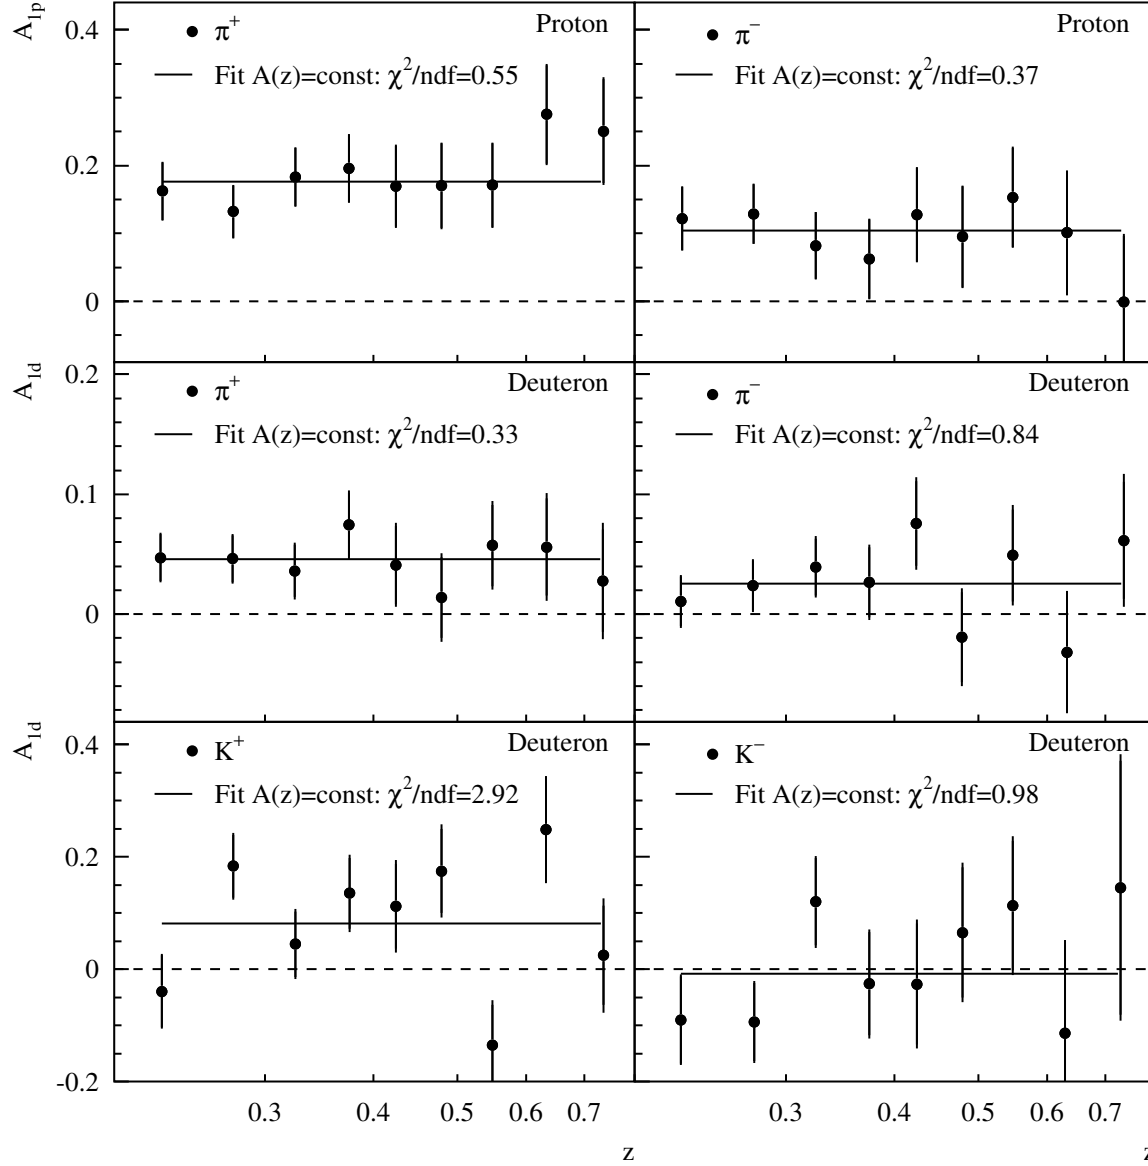 A1p
0.4
0.2
0
π+
Proton
Fit A(z)=const: χ2/ndf=0.55
π−
Proton
Fit A(z)=const: χ2/ndf=0.37
A1d
0.2
0.1
0
π+
Deuteron
Fit A(z)=const: χ2/ndf=0.33
π−
Deuteron
Fit A(z)=const: χ2/ndf=0.84
A1d
0.4
0.2
0
-0.2
K+
Deuteron
Fit A(z)=const: χ2/ndf=2.92
K−
Deuteron
Fit A(z)=const: χ2/ndf=0.98
0.3 0.4 0.5 0.6 0.7
0.3 0.4 0.5 0.6 0.7
z
z